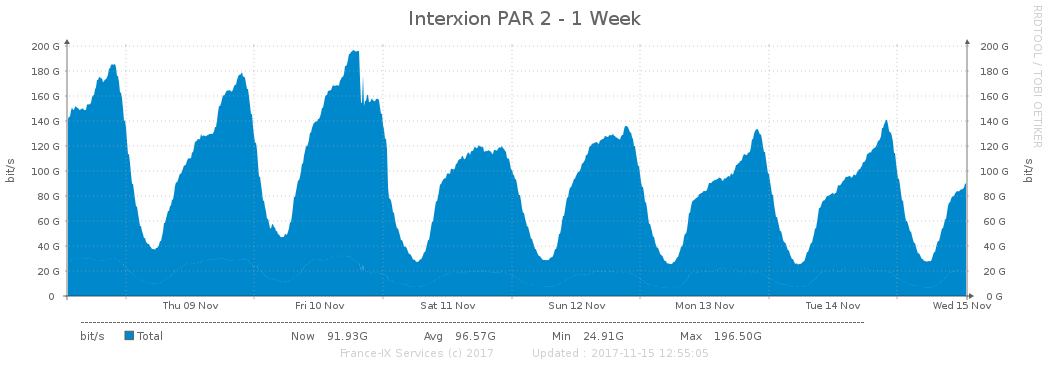 Interxion PAR 2 - 1 Week
RRDTOOL / TOBI OETIKER
200 G 200 G
180 G 180 G
160 G 160 G
140 G 140 G
120 G 120 G
100 G 100 G
80 G 80 G
60 G 60 G
40 G 40 G
20 G 20 G
0 0 G
bit/s
bit/s
Thu 09 Nov Fri 10 Nov Sat 11 Nov Sun 12 Nov Mon 13 Nov Tue 14 Nov Wed 15 Nov
bit/s Total Now 91.93G Avg 96.57G Min 24.91G Max 196.50G
France-IX Services (c) 2017 Updated : 2017-11-15 12:55:05